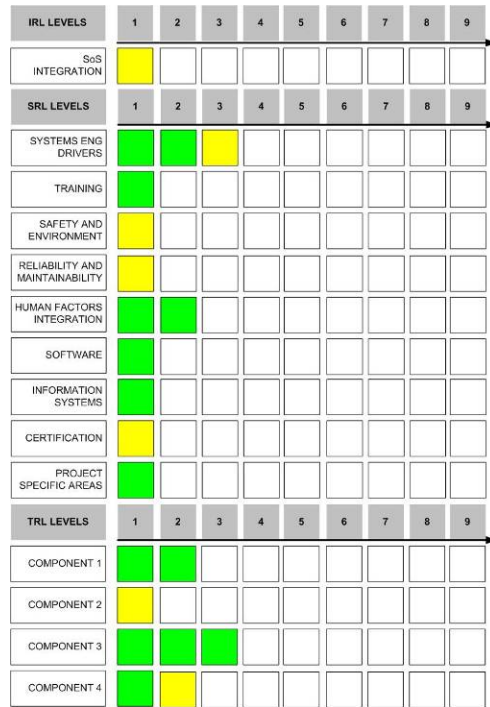 IRL LEVELS 1 2 3 4 5 6 7 8 9
SoS
INTEGRATION
SRL LEVELS 1 2 3 4 5 6 7 8 9
SYSTEMS ENG
DRIVERS
TRAINING
SAFETY AND
ENVIRONMENT
RELIABILITY AND
MAINTAINABILITY
HUMAN FACTORS
INTEGRATION
SOFTWARE
INFORMATION
SYSTEMS
CERTIFICATION
PROJECT
SPECIFIC AREAS
TRL LEVELS 1 2 3 4 5 6 7 8 9
COMPONENT 1
COMPONENT 2
COMPONENT 3
COMPONENT 4